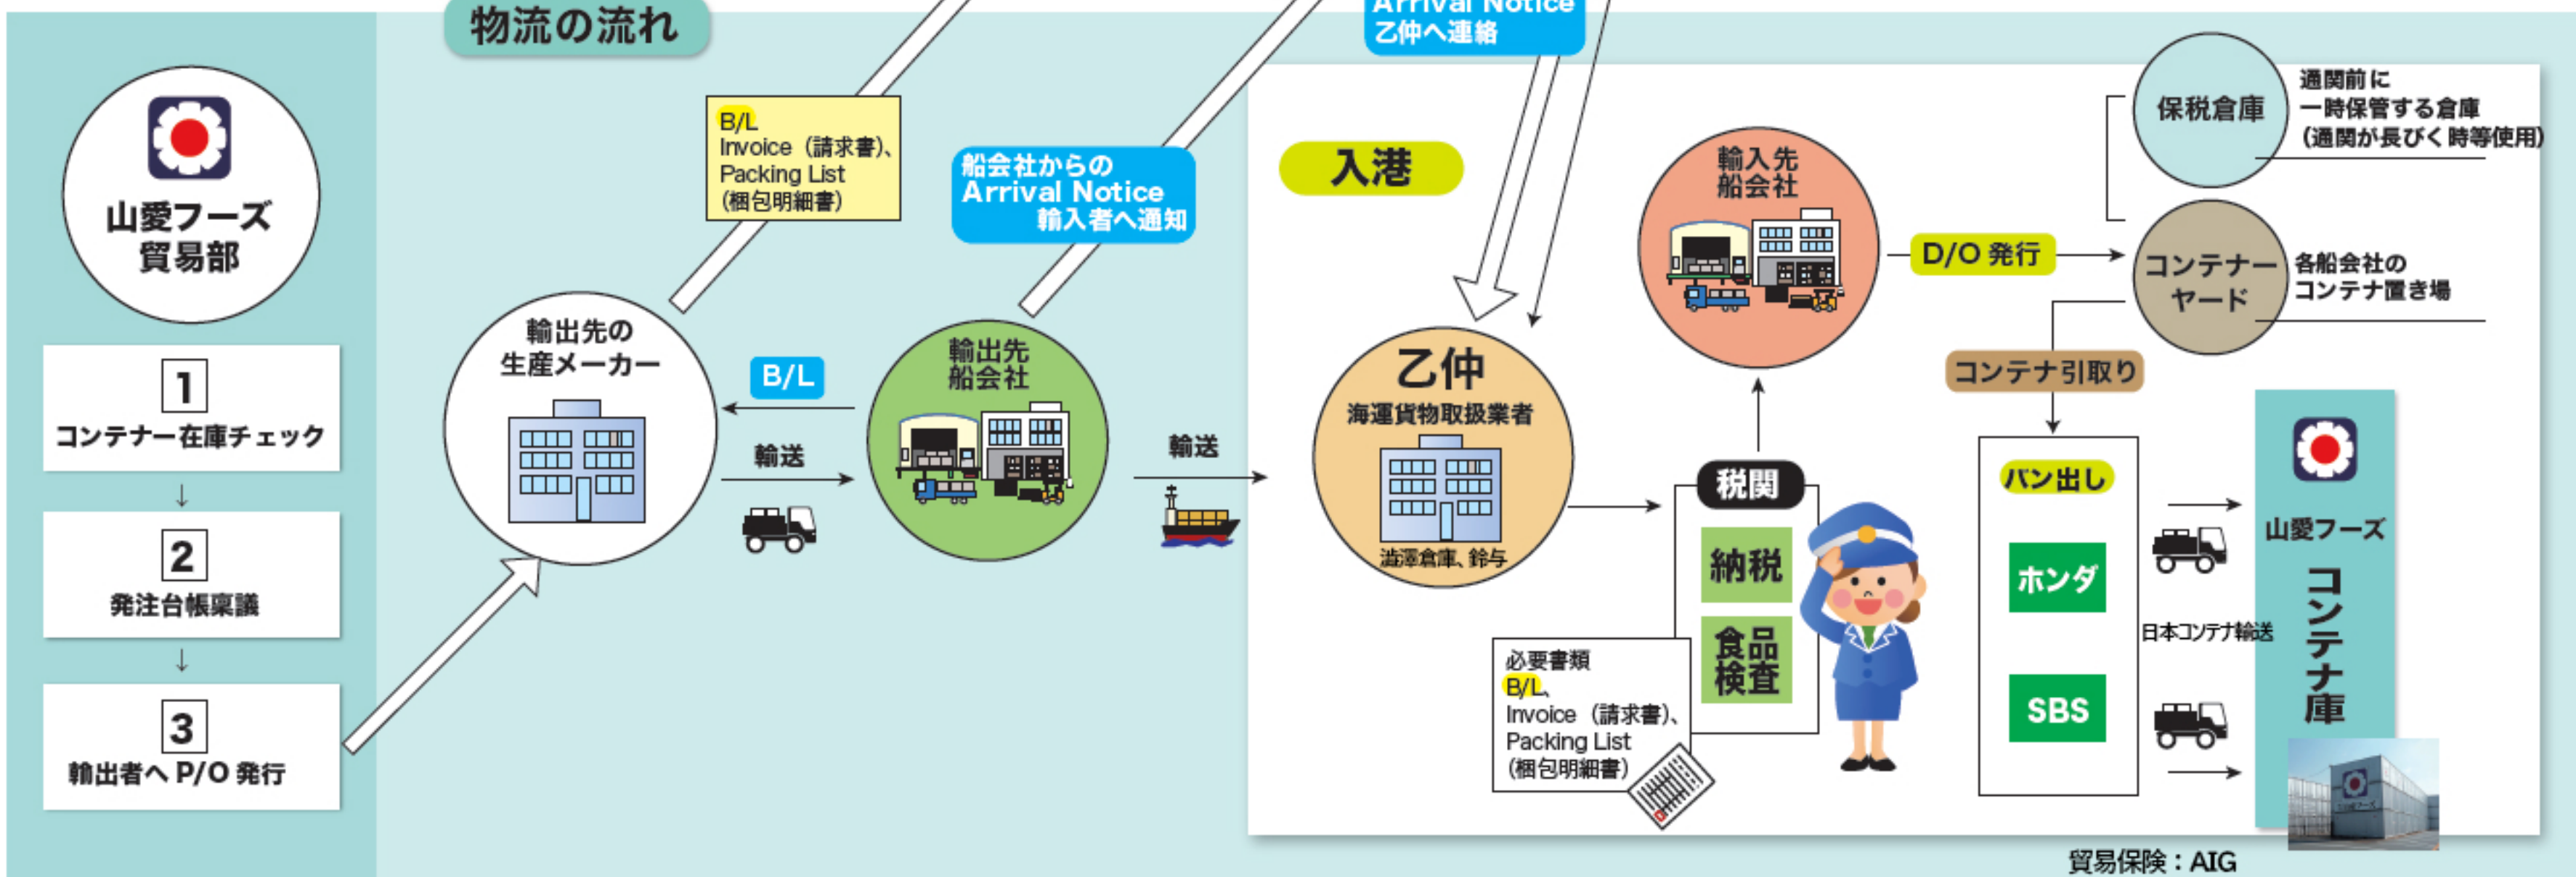 物流の流れ
山愛フーズ
貿易部
1
コンテナー在庫チェック
↓
2
発注台帳稟議
↓
3
輸出者へ P/O 発行
輸出先の
生産メーカー
B/L
Invoice（請求書）、
Packing List
（梱包明細書）
B/L
輸送
輸出先
船会社
船会社からの
Arrival Notice
輸入者へ通知
輸送
Arrival Notice
乙仲へ連絡
入港
乙仲
海運貨物取扱業者
澁澤倉庫、鈴与
税関
納税
食品
検査
必要書類
B/L、
Invoice（請求書）、
Packing List
（梱包明細書）
輸入先
船会社
D/O 発行
保税倉庫
通関前に
一時保管する倉庫
（通関が長びく時等使用）
コンテナー
ヤード
各船会社の
コンテナ置き場
コンテナ引取り
バン出し
ホンダ
SBS
日本コンテナ輸送
山愛フーズ
コンテナ庫
貿易保険：AIG